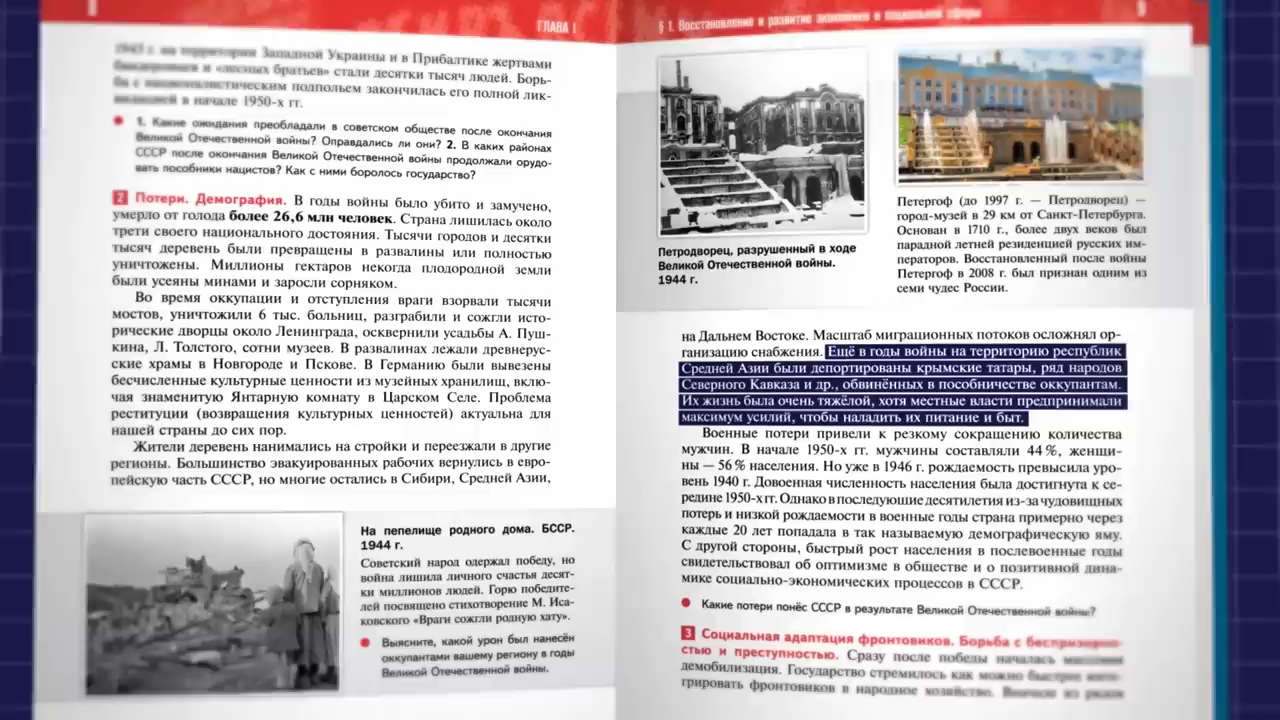 ГЛАВА I
1945 г. на территории Западной Украины и в Прибалтике жертвами
бандеровцев и «лесных братьев» стали десятки тысяч людей. Борь-
ба с националистическим подпольем закончилась его полной лик-
видацией в начале 1950-х гг.
1. Какие ожидания преобладали в советском обществе после окончания
Великой Отечественной войны? Оправдались ли они? 2. В каких районах
СССР после окончания Великой Отечественной войны продолжали орудо-
вать пособники нацистов? Как с ними боролось государство?
2 Потери. Демография. В годы войны было убито и замучено,
умерло от голода более 26,6 млн человек. Страна лишилась около
трети своего национального достояния. Тысячи городов и десятки
тысяч деревень были превращены в развалины или полностью
уничтожены. Миллионы гектаров некогда плодородной земли
были усеяны минами и заросли сорняком.
Во время оккупации и отступления враги взорвали тысячи
мостов, уничтожили 6 тыс. больниц, разграбили и сожгли исто-
рические дворцы около Ленинграда, осквернили усадьбы А. Пуш-
кина, Л. Толстого, сотни музеев. В развалинах лежали древнерус-
ские храмы в Новгороде и Пскове. В Германию были вывезены
бесчисленные культурные ценности из музейных хранилищ, вклю-
чая знаменитую Янтарную комнату в Царском Селе. Проблема
реституции (возвращения культурных ценностей) актуальна для
нашей страны до сих пор.
Жители деревень нанимались на стройки и переезжали в другие
регионы. Большинство эвакуированных рабочих вернулись в евро-
пейскую часть СССР, но многие остались в Сибири, Средней Азии,
На пепелище родного дома. БССР.
1944 г.
Советский народ одержал победу, но
война лишила личного счастья десят-
ки миллионов людей. Горю победите-
лей посвящено стихотворение М. Иса-
ковского «Враги сожгли родную хату».
Выясните, какой урон был нанесён
оккупантами вашему региону в годы
Великой Отечественной войны.
§ 1. Восстановление и развитие экономики и социальной сферы
9
Петродворец, разрушенный в ходе
Великой Отечественной войны.
1944 г.
Петергоф (до 1997 г. — Петродворец) —
город-музей в 29 км от Санкт-Петербурга.
Основан в 1710 г., более двух веков был
парадной летней резиденцией русских им-
ператоров. Восстановленный после войны
Петергоф в 2008 г. был признан одним из
семи чудес России.
на Дальнем Востоке. Масштаб миграционных потоков осложнял ор-
ганизацию снабжения. Ещё в годы войны на территорию республик
Средней Азии были депортированы крымские татары, ряд народов
Северного Кавказа и др., обвинённых в пособничестве оккупантам.
Их жизнь была очень тяжёлой, хотя местные власти предпринимали
максимум усилий, чтобы наладить их питание и быт.
Военные потери привели к резкому сокращению количества
мужчин. В начале 1950-х гг. мужчины составляли 44 %, женщи-
ны — 56 % населения. Но уже в 1946 г. рождаемость превысила уро-
вень 1940 г. Довоенная численность населения была достигнута к се-
редине 1950-х гг. Однако в последующие десятилетия из-за чудовищных
потерь и низкой рождаемости в военные годы страна примерно через
каждые 20 лет попадала в так называемую демографическую яму.
С другой стороны, быстрый рост населения в послевоенные годы
свидетельствовал об оптимизме в обществе и о позитивной дина-
мике социально-экономических процессов в СССР.
Какие потери понёс СССР в результате Великой Отечественной войны?
3 Социальная адаптация фронтовиков. Борьба с беспризорно-
стью и преступностью. Сразу после победы началась массовая
демобилизация. Государство стремилось как можно быстрее инте-
грировать фронтовиков в народное хозяйство.